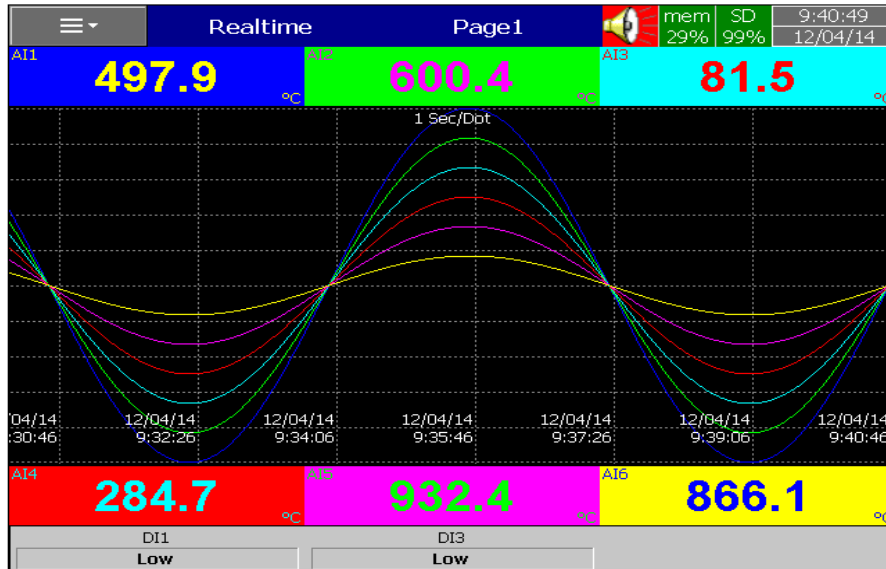 Realtime Page1 mem 29% SD 99% 9:40:49 12/04/14
AI1 497.9 °C AI2 600.4 °C AI3 81.5 °C
1 Sec/Dot
/04/14 12/04/14 12/04/14 12/04/14 12/04/14 12/04/14 12/04/14
:30:46 9:32:26 9:34:06 9:35:46 9:37:26 9:39:06 9:40:46
AI4 284.7 °C AI5 932.4 °C AI6 866.1 °C
DI1 DI3
Low Low